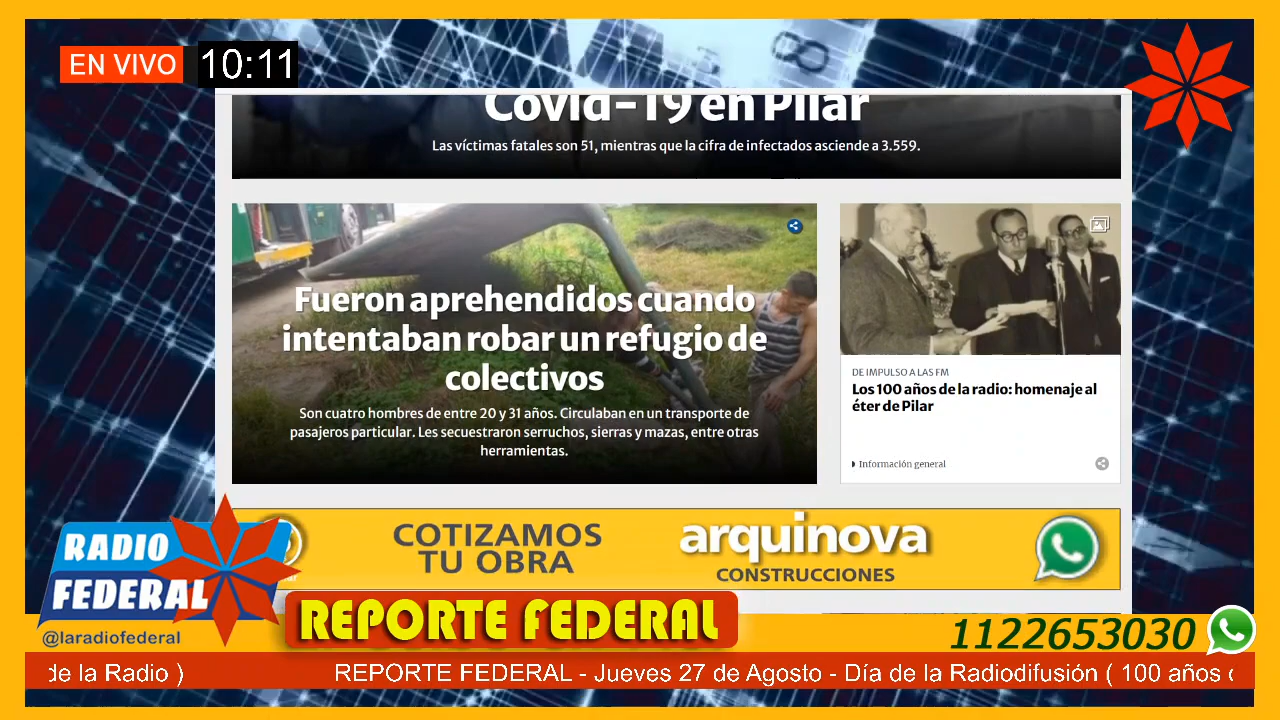 EN VIVO 10:11
Covid-19 en Pilar
Las víctimas fatales son 51, mientras que la cifra de infectados asciende a 3.559.
Fueron aprehendidos cuando
intentaban robar un refugio de
colectivos
Son cuatro hombres de entre 20 y 31 años. Circulaban en un transporte de
pasajeros particular. Les secuestraron serruchos, sierras y mazas, entre otras
herramientas.
DE IMPULSO A LAS FM
Los 100 años de la radio: homenaje al
éter de Pilar
Información general
COTIZAMOS
TU OBRA
arquinova
CONSTRUCCIONES
RADIO
FEDERAL
@laradiofederal
REPORTE FEDERAL
1122653030
de la Radio ) REPORTE FEDERAL - Jueves 27 de Agosto - Día de la Radiodifusión ( 100 años